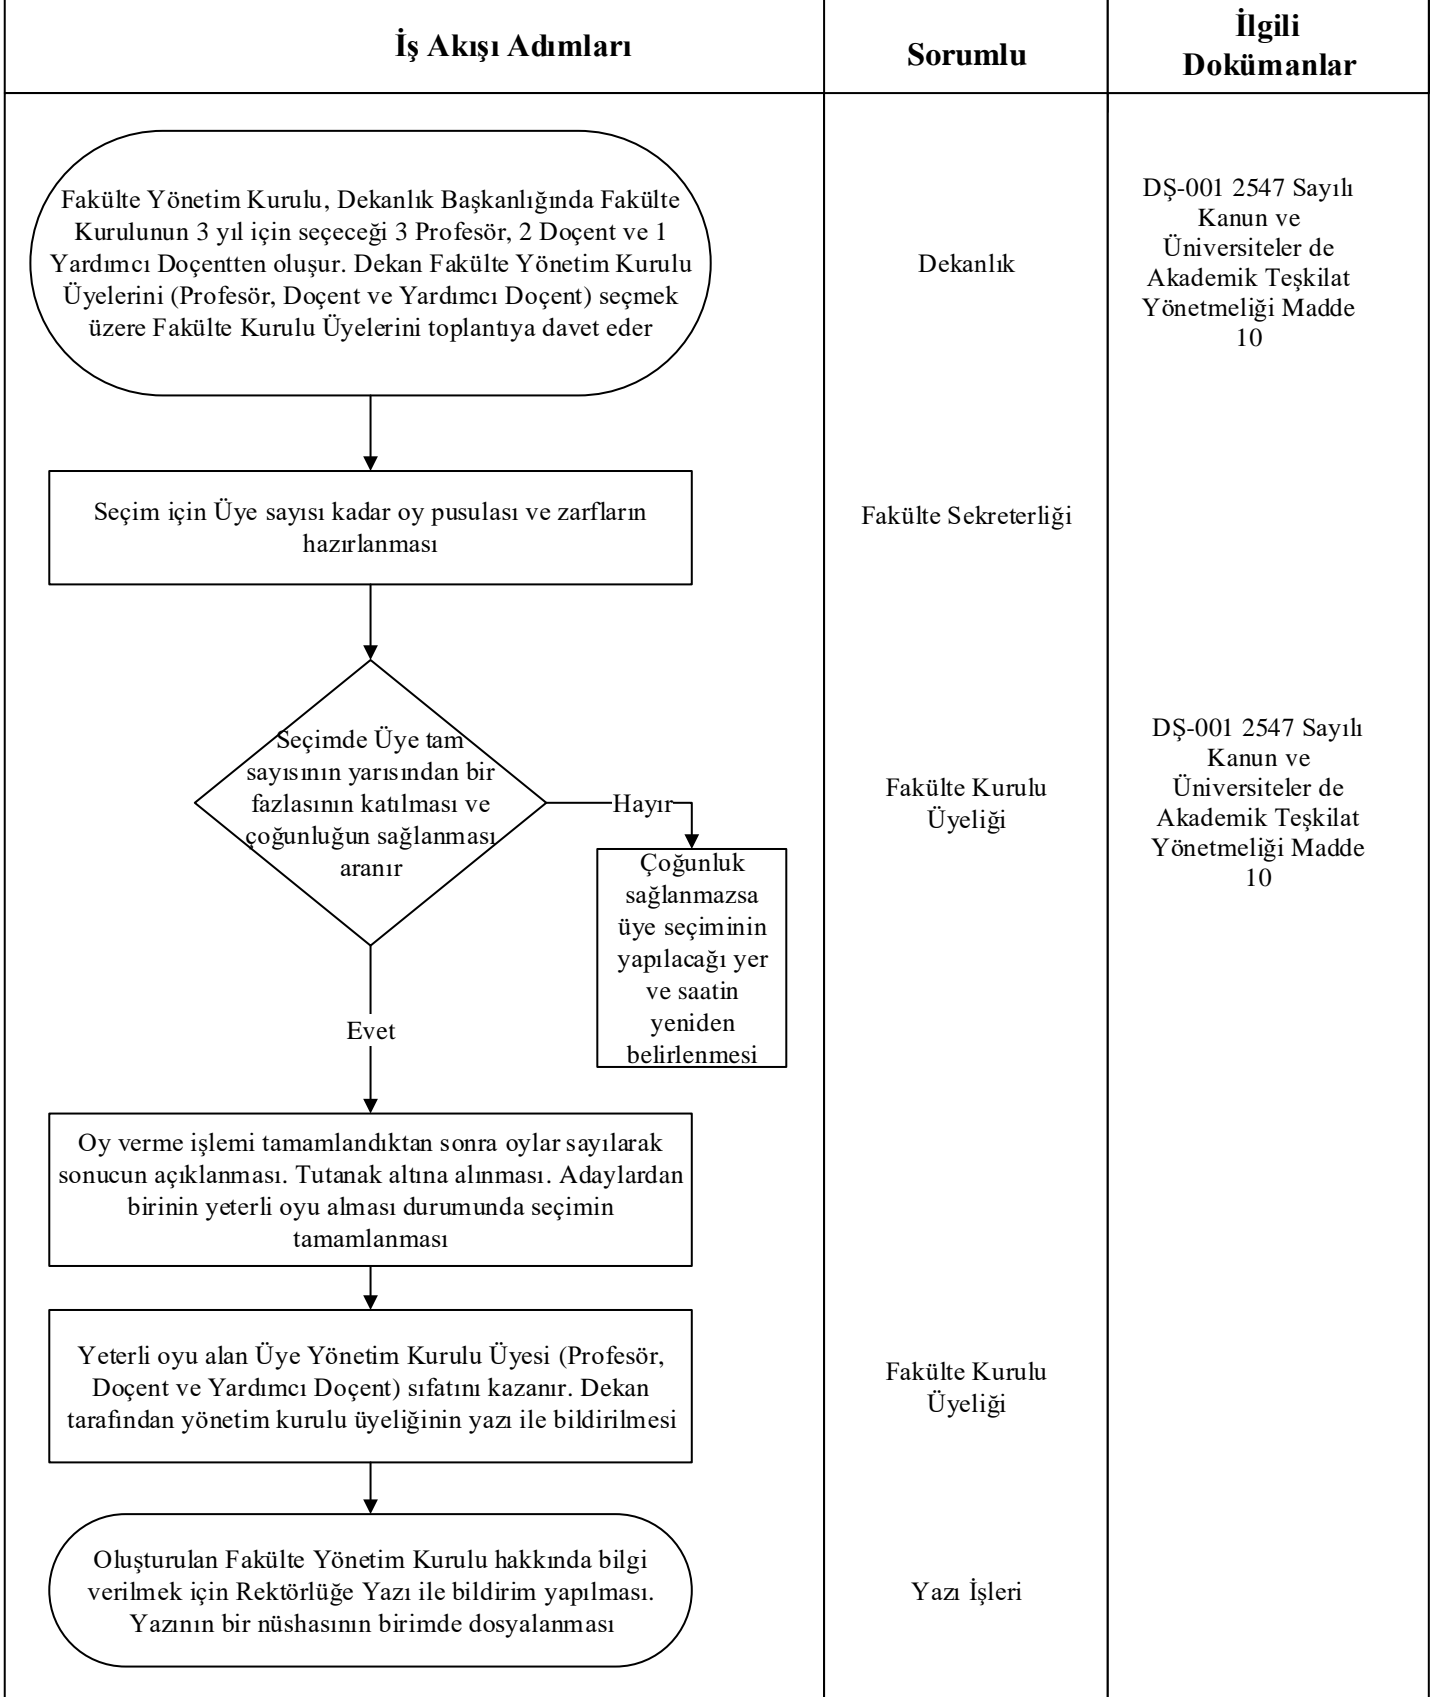 İş Akışı Adımları
Sorumlu
İlgili
Dokümanlar
Fakülte Yönetim Kurulu, Dekanlık Başkanlığında Fakülte
Kurulunun 3 yıl için seçeceği 3 Profesör, 2 Doçent ve 1
Yardımcı Doçentten oluşur. Dekan Fakülte Yönetim Kurulu
Üyelerini (Profesör, Doçent ve Yardımcı Doçent) seçmek
üzere Fakülte Kurulu Üyelerini toplantıya davet eder
Dekanlık
DŞ-001 2547 Sayılı
Kanun ve
Üniversiteler de
Akademik Teşkilat
Yönetmeliği Madde
10
Seçim için Üye sayısı kadar oy pusulası ve zarfların
hazırlanması
Fakülte Sekreterliği
Seçimde Üye tam
sayısının yarısından bir
fazlasının katılması ve
çoğunluğun sağlanması
aranır
Hayır
Çoğunluk
sağlanmazsa
üye seçiminin
yapılacağı yer
ve saatin
yeniden
belirlenmesi
Evet
Fakülte Kurulu
Üyeliği
DŞ-001 2547 Sayılı
Kanun ve
Üniversiteler de
Akademik Teşkilat
Yönetmeliği Madde
10
Oy verme işlemi tamamlandıktan sonra oylar sayılarak
sonucun açıklanması. Tutanak altına alınması. Adaylardan
birinin yeterli oyu alması durumunda seçimin
tamamlanması
Yeterli oyu alan Üye Yönetim Kurulu Üyesi (Profesör,
Doçent ve Yardımcı Doçent) sıfatını kazanır. Dekan
tarafından yönetim kurulu üyeliğinin yazı ile bildirilmesi
Fakülte Kurulu
Üyeliği
Oluşturulan Fakülte Yönetim Kurulu hakkında bilgi
verilmek için Rektörlüğe Yazı ile bildirim yapılması.
Yazının bir nüshasının birimde dosyalanması
Yazı İşleri